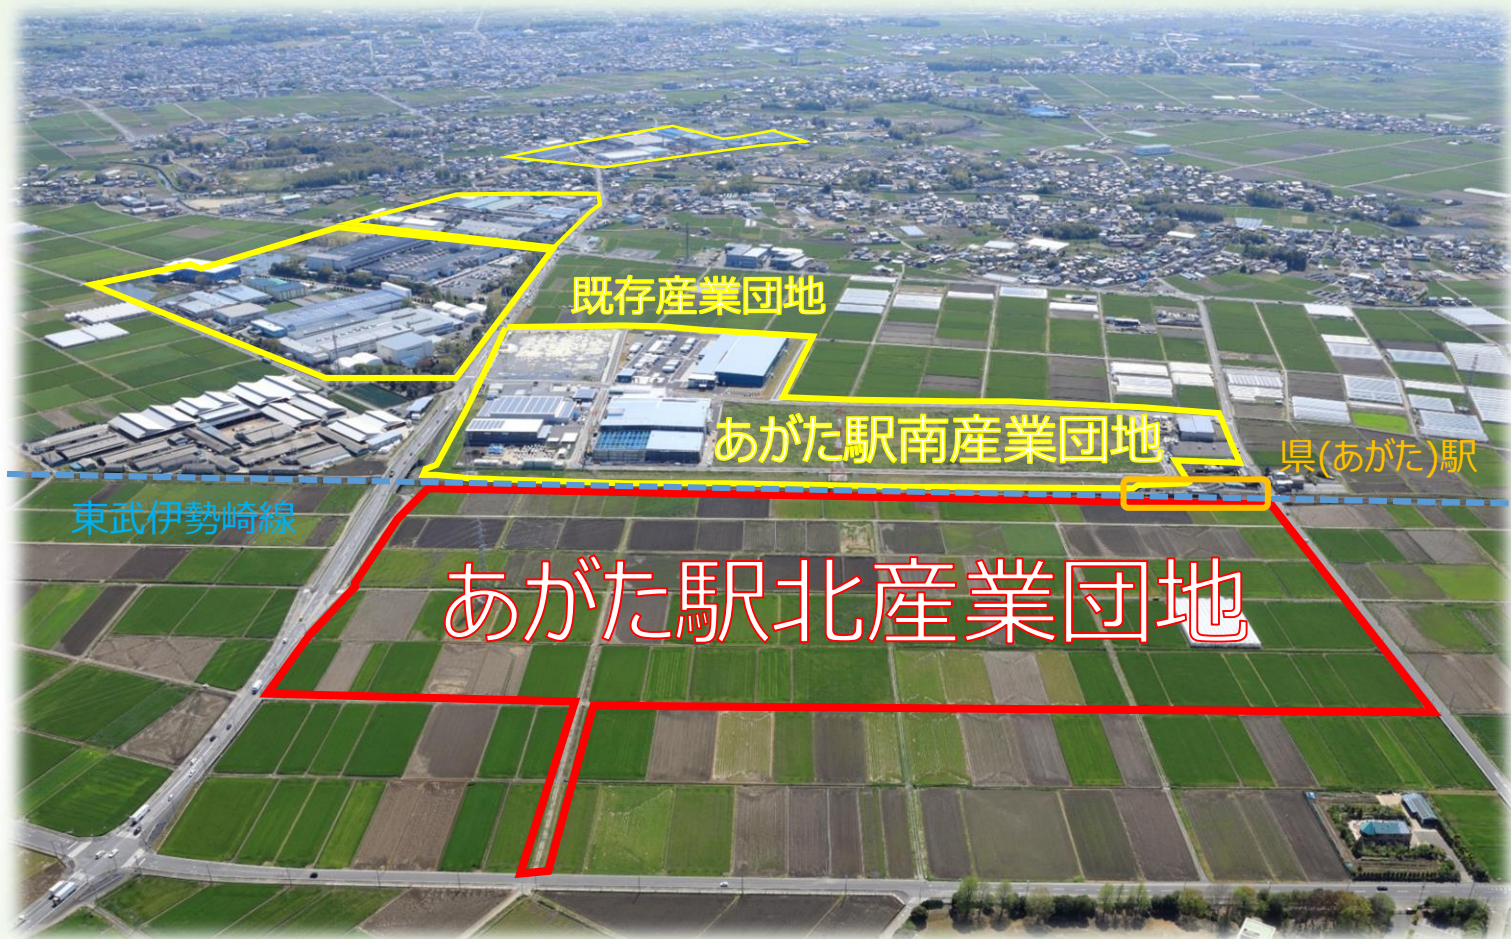 既存産業団地
あがた駅南産業団地
県(あがた)駅
東武伊勢崎線
あがた駅北産業団地